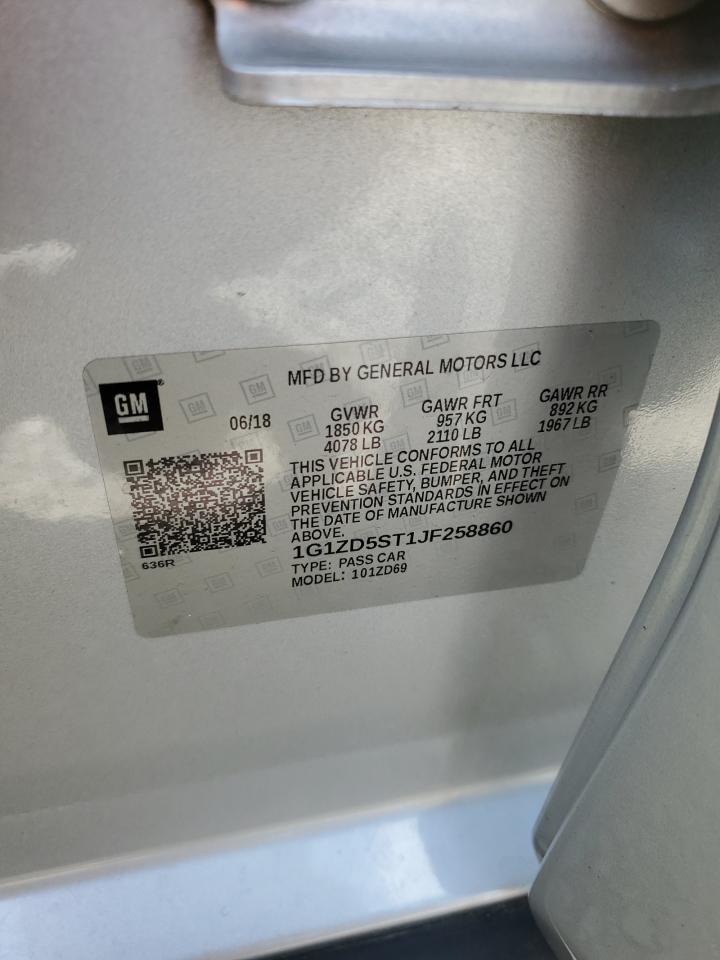 MFD BY GENERAL MOTORS LLC
GM
®
06/18
GVWR GAWR FRT GAWR RR
1850 KG 957 KG 892 KG
4078 LB 2110 LB 1967 LB
THIS VEHICLE CONFORMS TO ALL
APPLICABLE U.S. FEDERAL MOTOR
VEHICLE SAFETY, BUMPER, AND THEFT
PREVENTION STANDARDS IN EFFECT ON
THE DATE OF MANUFACTURE SHOWN
ABOVE.
1G1ZD5ST1JF258860
636R
TYPE: PASS CAR
MODEL: 101ZD69